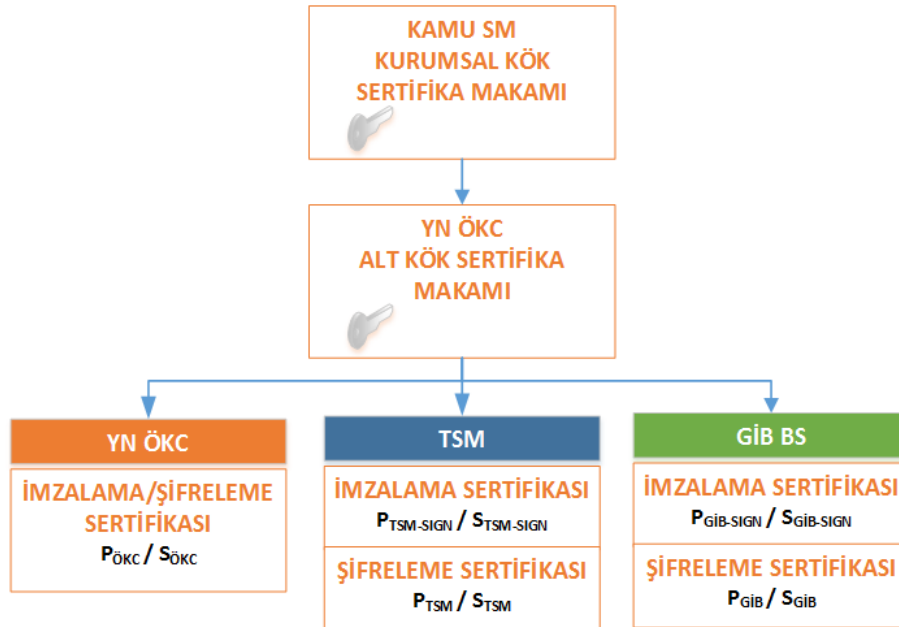 KAMU SM
KURUMSAL KÖK
SERTİFİKA MAKAMI
YN ÖKC
ALT KÖK SERTİFİKA
MAKAMI
YN ÖKC
İMZALAMA/ŞİFRELEME
SERTİFİKASI
PÖKC / SÖKC
TSM
İMZALAMA SERTİFİKASI
PTSM-SIGN / STSM-SIGN
ŞİFRELEME SERTİFİKASI
PTSM / STSM
GİB BS
İMZALAMA SERTİFİKASI
PGİB-SIGN / SGİB-SIGN
ŞİFRELEME SERTİFİKASI
PGİB / SGİB